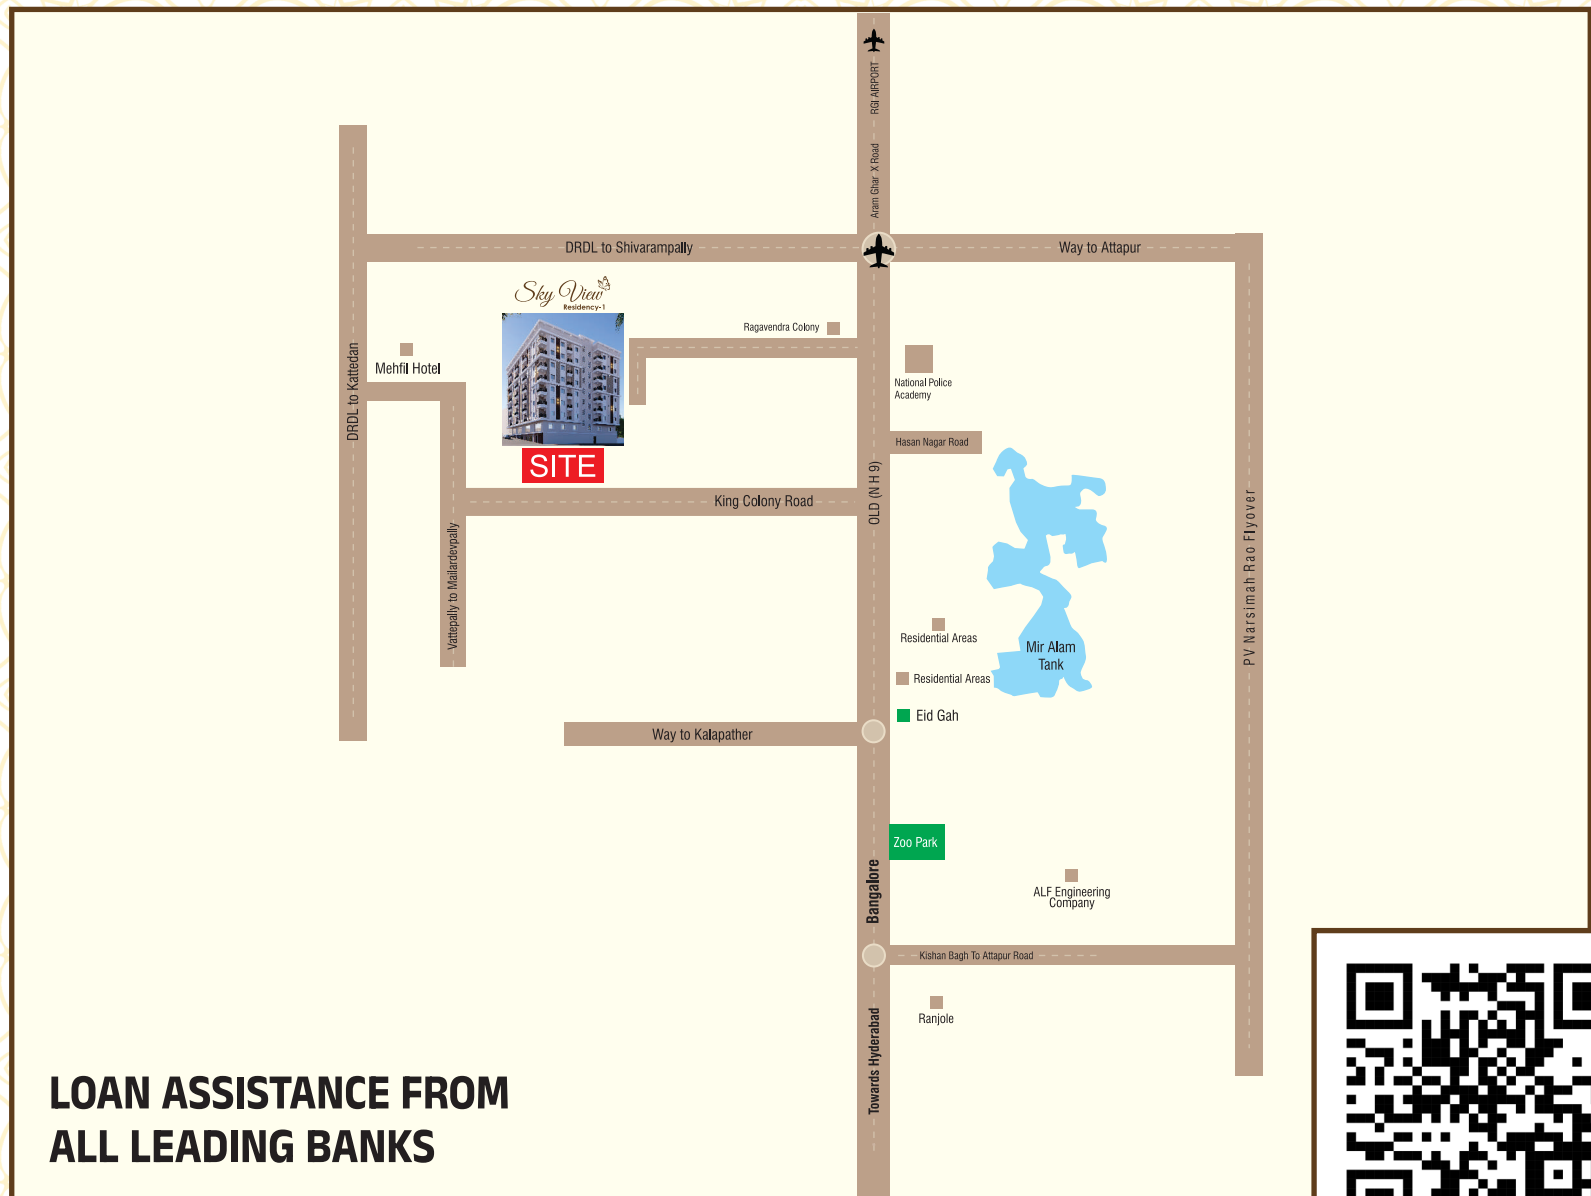 RGI AIRPORT
Aram Ghar X Road
DRDL to Shivarampally
Way to Attapur
Sky View
Residency-1
Ragavendra Colony
Mehfil Hotel
DRDL to Kattedan
National Police
Academy
Hasan Nagar Road
SITE
OLD (N H 9)
King Colony Road
PV Narsimah Rao Flyover
Vattepally to Mailardevpally
Residential Areas
Mir Alam
Tank
Residential Areas
Eid Gah
Way to Kalapather
Zoo Park
Bangalore
ALF Engineering
Company
Kishan Bagh To Attapur Road
Ranjole
Towards Hyderabad
LOAN ASSISTANCE FROM
ALL LEADING BANKS